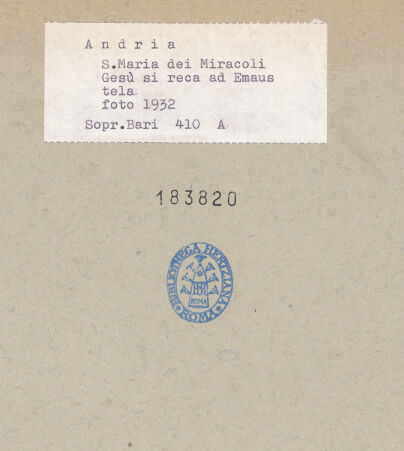 Andria
S.Maria dei Miracoli
Gesù si reca ad Emaus
tela
foto 1932
Sopr.Bari 410 A
183820
BIBLIOTHECA HERTZIANA
ROMA
ROMA